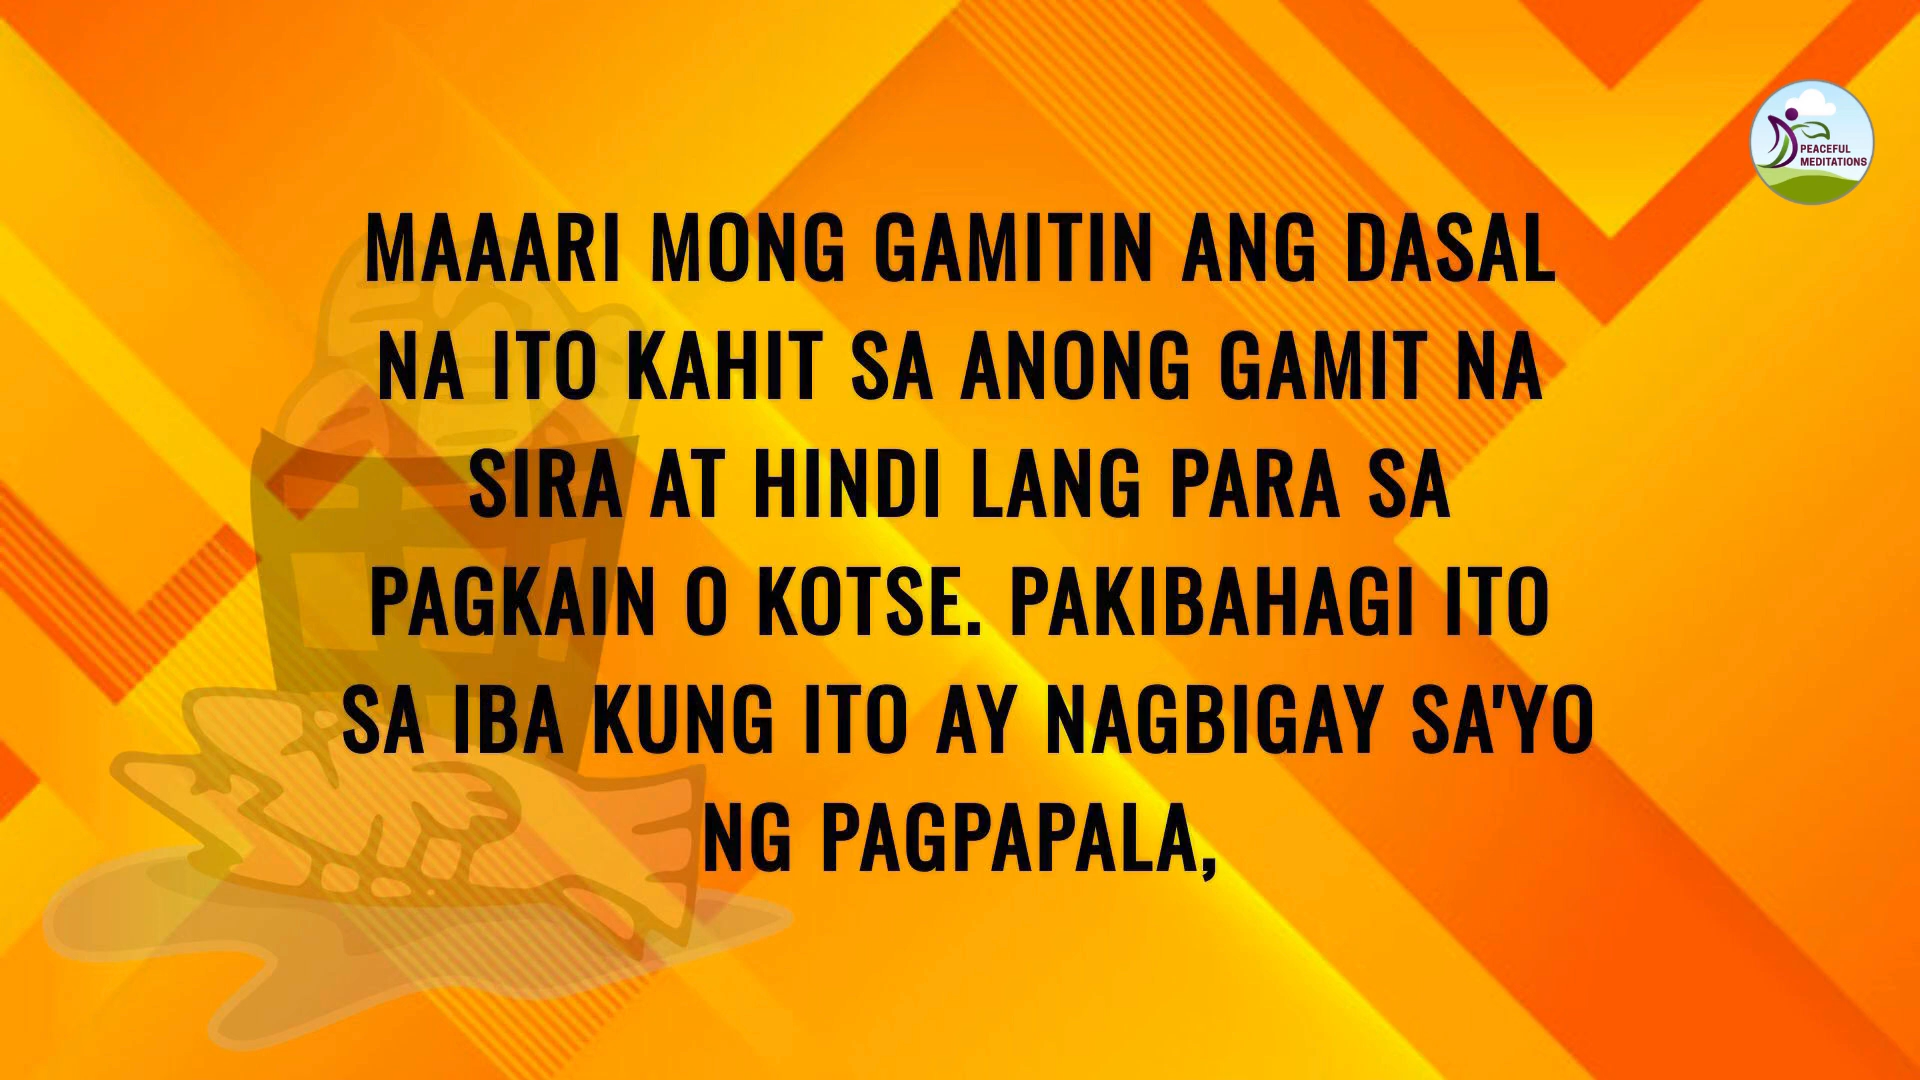 PEACEFUL
MEDITATIONS
MAAARI MONG GAMITIN ANG DASAL
NA ITO KAHIT SA ANONG GAMIT NA
SIRA AT HINDI LANG PARA SA
PAGKAIN O KOTSE. PAKIBAHAGI ITO
SA IBA KUNG ITO AY NAGBIGAY SA'YO
NG PAGPAPALA,